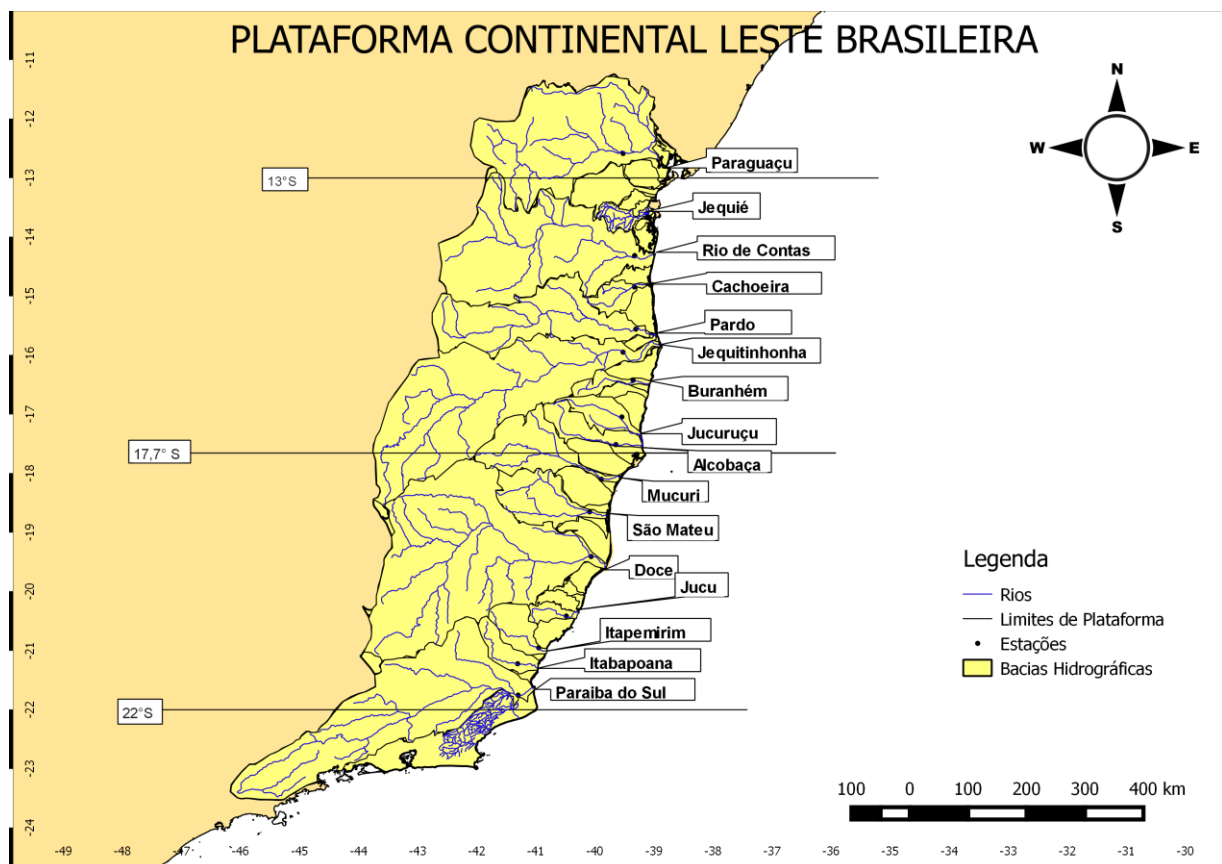 PLATAFORMA CONTINENTAL LESTE BRASILEIRA
N
W
E
S
-11
-12
-13
-14
-15
-16
-17
-18
-19
-20
-21
-22
-23
-24
13°S
17,7° S
22°S
Paraguaçu
Jequié
Rio de Contas
Cachoeira
Pardo
Jequitinhonha
Buranhém
Jucuruçu
Alcobaça
Mucuri
São Mateu
Doce
Jucu
Itapemirim
Itabapoana
Paraiba do Sul
Legenda
Rios
Limites de Plataforma
Estações
Bacias Hidrográficas
100 0 100 200 300 400 km
-49 -48 -46 -45 -44 -43 -42 -41 -40 -39 -38 -37 -36 -35 -34 -33 -32 -31 -30